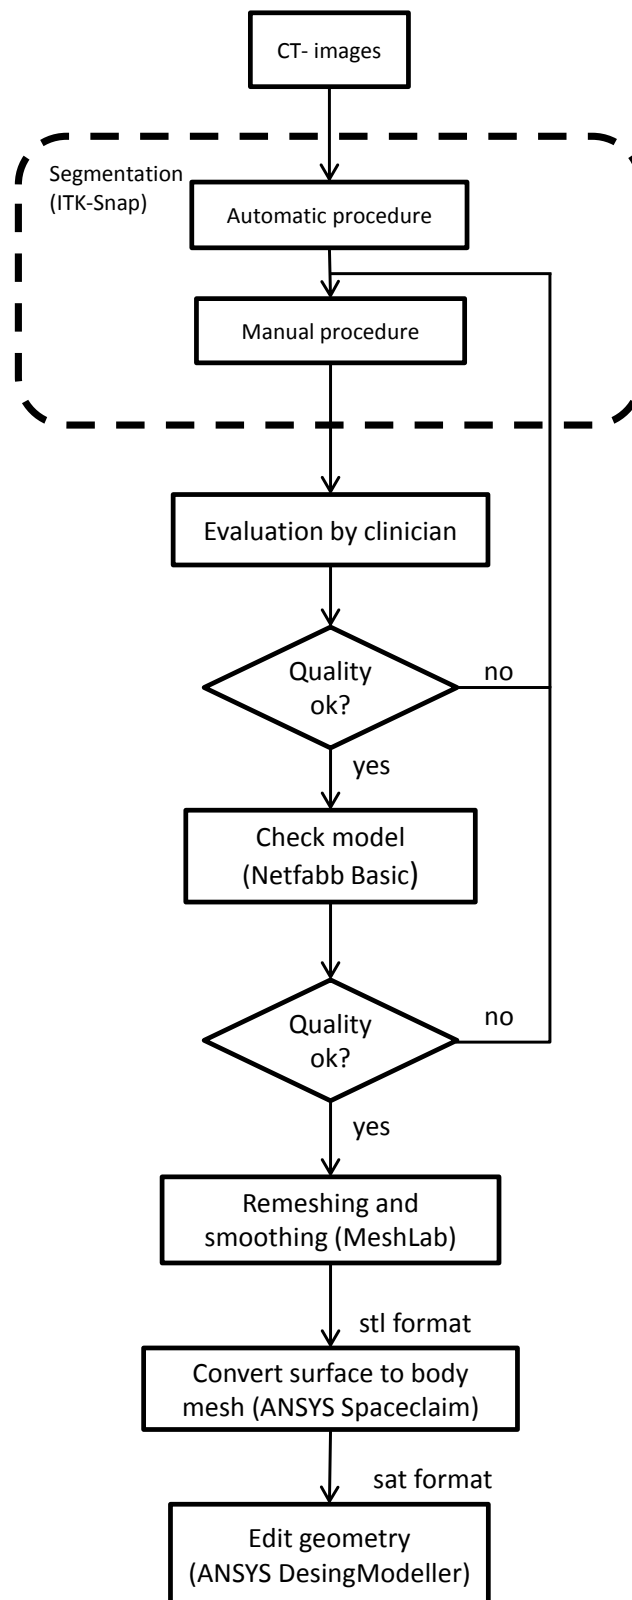 CT- images
Segmentation
(ITK-Snap)
Automatic procedure
Manual procedure
Evaluation by clinician
Quality
ok?
no
yes
Check model
(Netfabb Basic)
Quality
ok?
no
yes
Remeshing and
smoothing (MeshLab)
stl format
Convert surface to body
mesh (ANSYS Spaceclaim)
sat format
Edit geometry
(ANSYS DesingModeller)